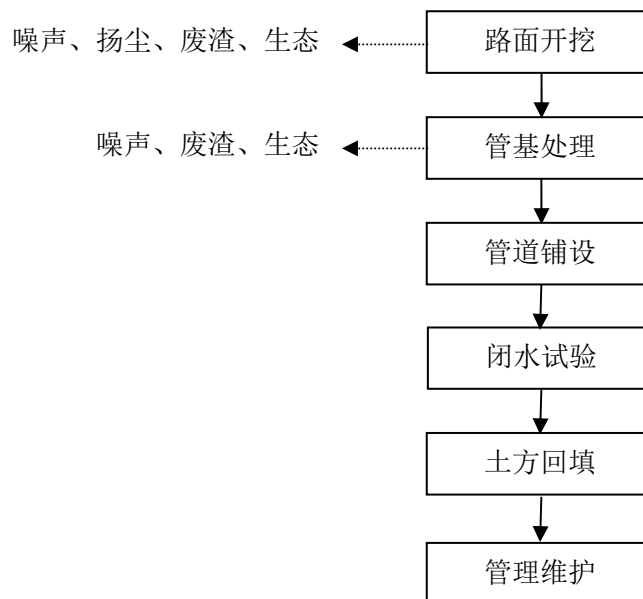 噪声、扬尘、废渣、生态
路面开挖
噪声、废渣、生态
管基处理
管道铺设
闭水试验
土方回填
管理维护